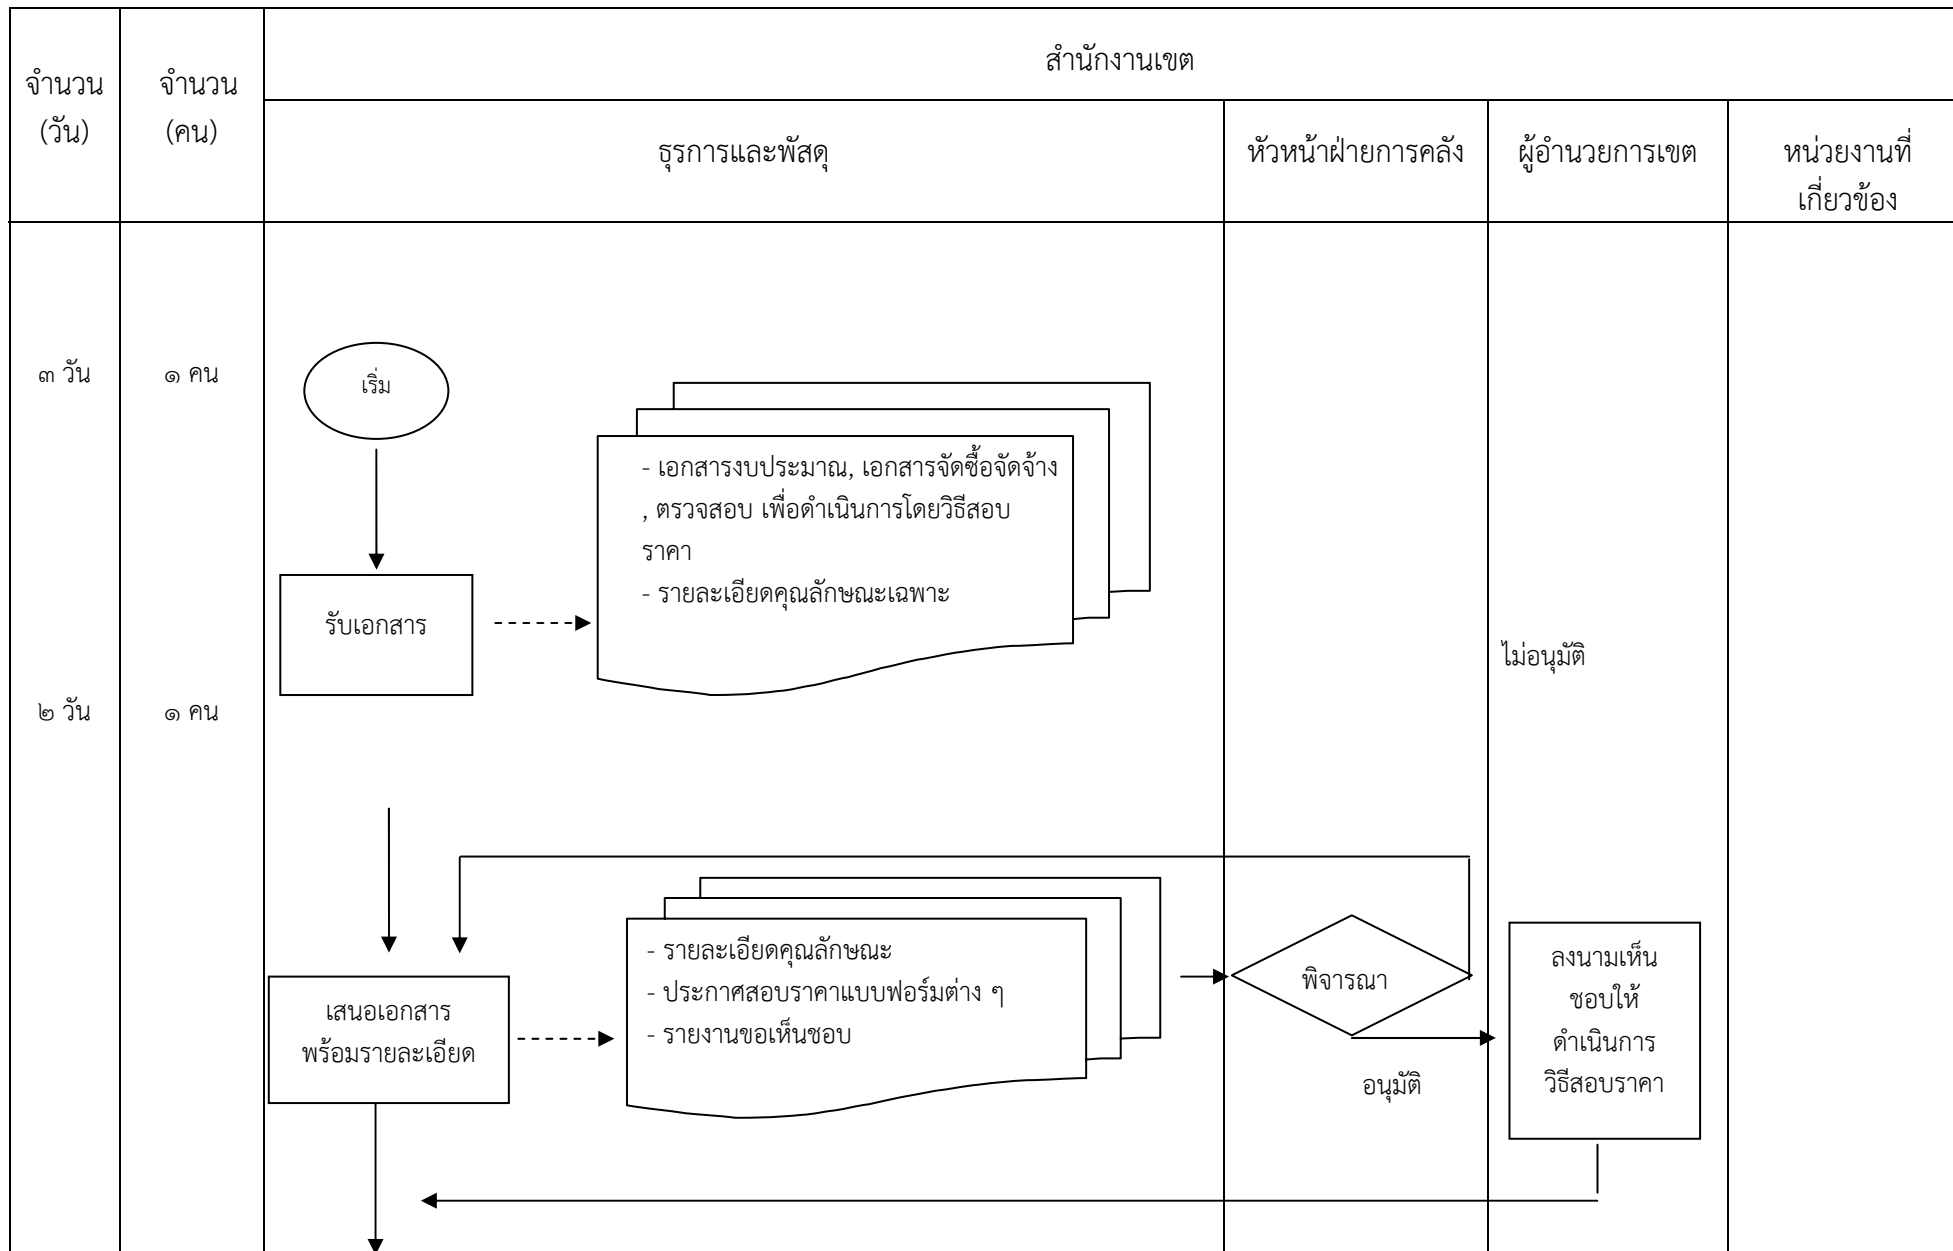 สำนักงานเขต
จำนวน
(วัน)
จำนวน
(คน)
ธุรการและพัสดุ
หัวหน้าฝ่ายการคลัง
ผู้อำนวยการเขต
หน่วยงานที่
เกี่ยวข้อง
๓ วัน
๑ คน
เริ่ม
- เอกสารงบประมาณ, เอกสารจัดซื้อจัดจ้าง
, ตรวจสอบ เพื่อดำเนินการโดยวิธีสอบ
ราคา
- รายละเอียดคุณลักษณะเฉพาะ
รับเอกสาร
ไม่อนุมัติ
๒ วัน
๑ คน
เสนอเอกสาร
พร้อมรายละเอียด
- รายละเอียดคุณลักษณะ
- ประกาศสอบราคาแบบฟอร์มต่าง ๆ
- รายงานขอเห็นชอบ
พิจารณา
อนุมัติ
ลงนามเห็น
ชอบให้
ดำเนินการ
วิธีสอบราคา